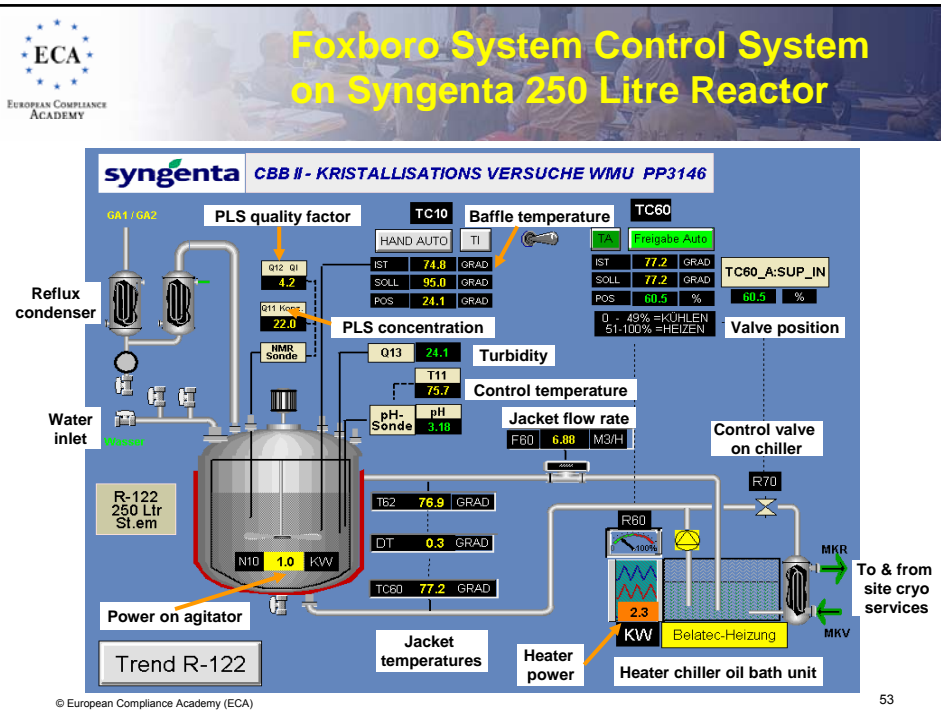 ECA
EUROPEAN COMPLIANCE
ACADEMY
Foxboro System Control System
on Syngenta 250 Litre Reactor
syngenta
CBB II - KRISTALLISATIONS VERSUCHE WMU PP3146
GA1 / GA2
PLS quality factor
TC10
Baffle temperature
TC60
HAND AUTO
TI
TA
Freigabe Auto
Q12 QI
4.2
IST 74.8 GRAD
SOLL 95.0 GRAD
POS 24.1 GRAD
IST 77.2 GRAD
SOLL 77.2 GRAD
POS 60.5 %
TC60_A:SUP_IN
60.5 %
Reflux
condenser
Q11 Konz.
22.0
PLS concentration
0 - 49% =KÜHLEN
51-100% =HEIZEN
Valve position
NMR
Sonde
Q13 24.1
Turbidity
T11
75.7
Control temperature
Water
inlet
Wasser
pH-
Sonde
pH
3.18
Jacket flow rate
F60 6.88 M3/H
Control valve
on chiller
R70
R-122
250 Ltr
St.em
T62 76.9 GRAD
DT 0.3 GRAD
TC60 77.2 GRAD
N10 1.0 KW
R60
100%
MKR
To & from
site cryo
services
MKV
Power on agitator
2.3
KW
Belatec-Heizung
Jacket
temperatures
Heater
power
Heater chiller oil bath unit
Trend R-122
© European Compliance Academy (ECA)
53